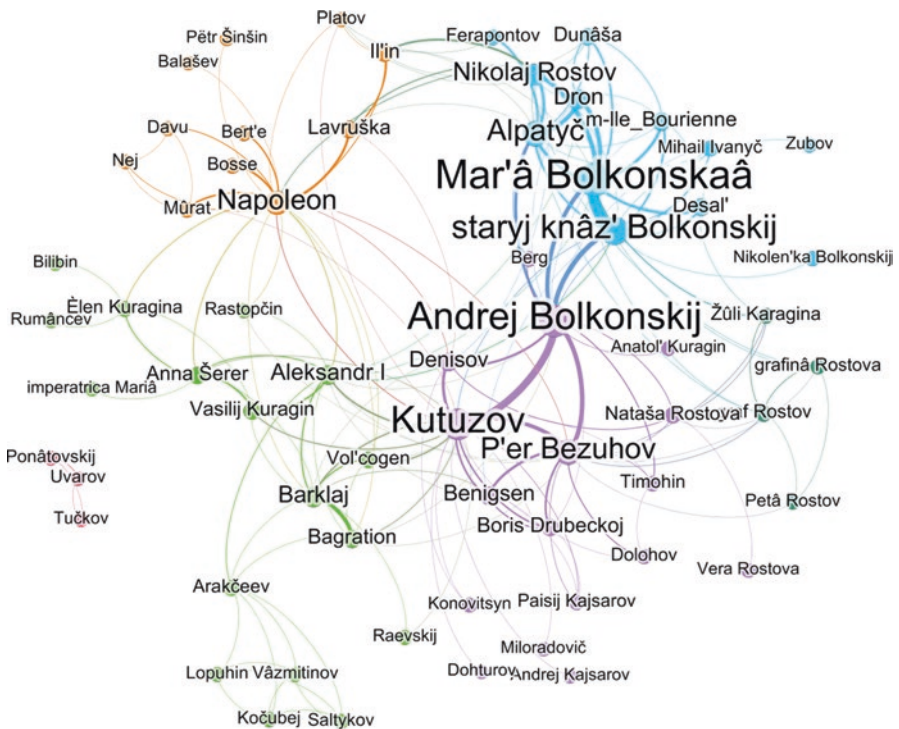 Platov
Pëtr Šinšin
Il'in
Ferapontov
Dunâša
Balašev
Nikolaj Rostov
Dron
Davu
Bert'e
Lavruška
Alpatyč
m-lle_Bourienne
Mihail Ivanyč
Zubov
Nej
Bosse
Mar'â Bolkonskaâ
Mûrat
Napoleon
Desal'
staryj knâz' Bolkonskij
Berg
Nikolen'ka Bolkonskij
Bilibin
Èlen Kuragina
Rastopčin
Rumâncev
Andrej Bolkonskij
Žûli Karagina
Anatol' Kuragin
Denisov
grafinâ Rostova
Anna Šerer
Aleksandr I
imperatrica Mariâ
Vasilij Kuragin
Kutuzov
Nataša Rostova
af Rostov
P'er Bezuhov
Ponâtovskij
Vol'cogen
Uvarov
Timohin
Barklaj
Benigsen
Petâ Rostov
Tučkov
Boris Drubeckoj
Bagration
Dolohov
Vera Rostova
Arakčeev
Konovitsyn
Paisij Kajsarov
Raevskij
Miloradovič
Lopuhin
Vâzmitinov
Dohturov
Andrej Kajsarov
Kočubej
Saltykov